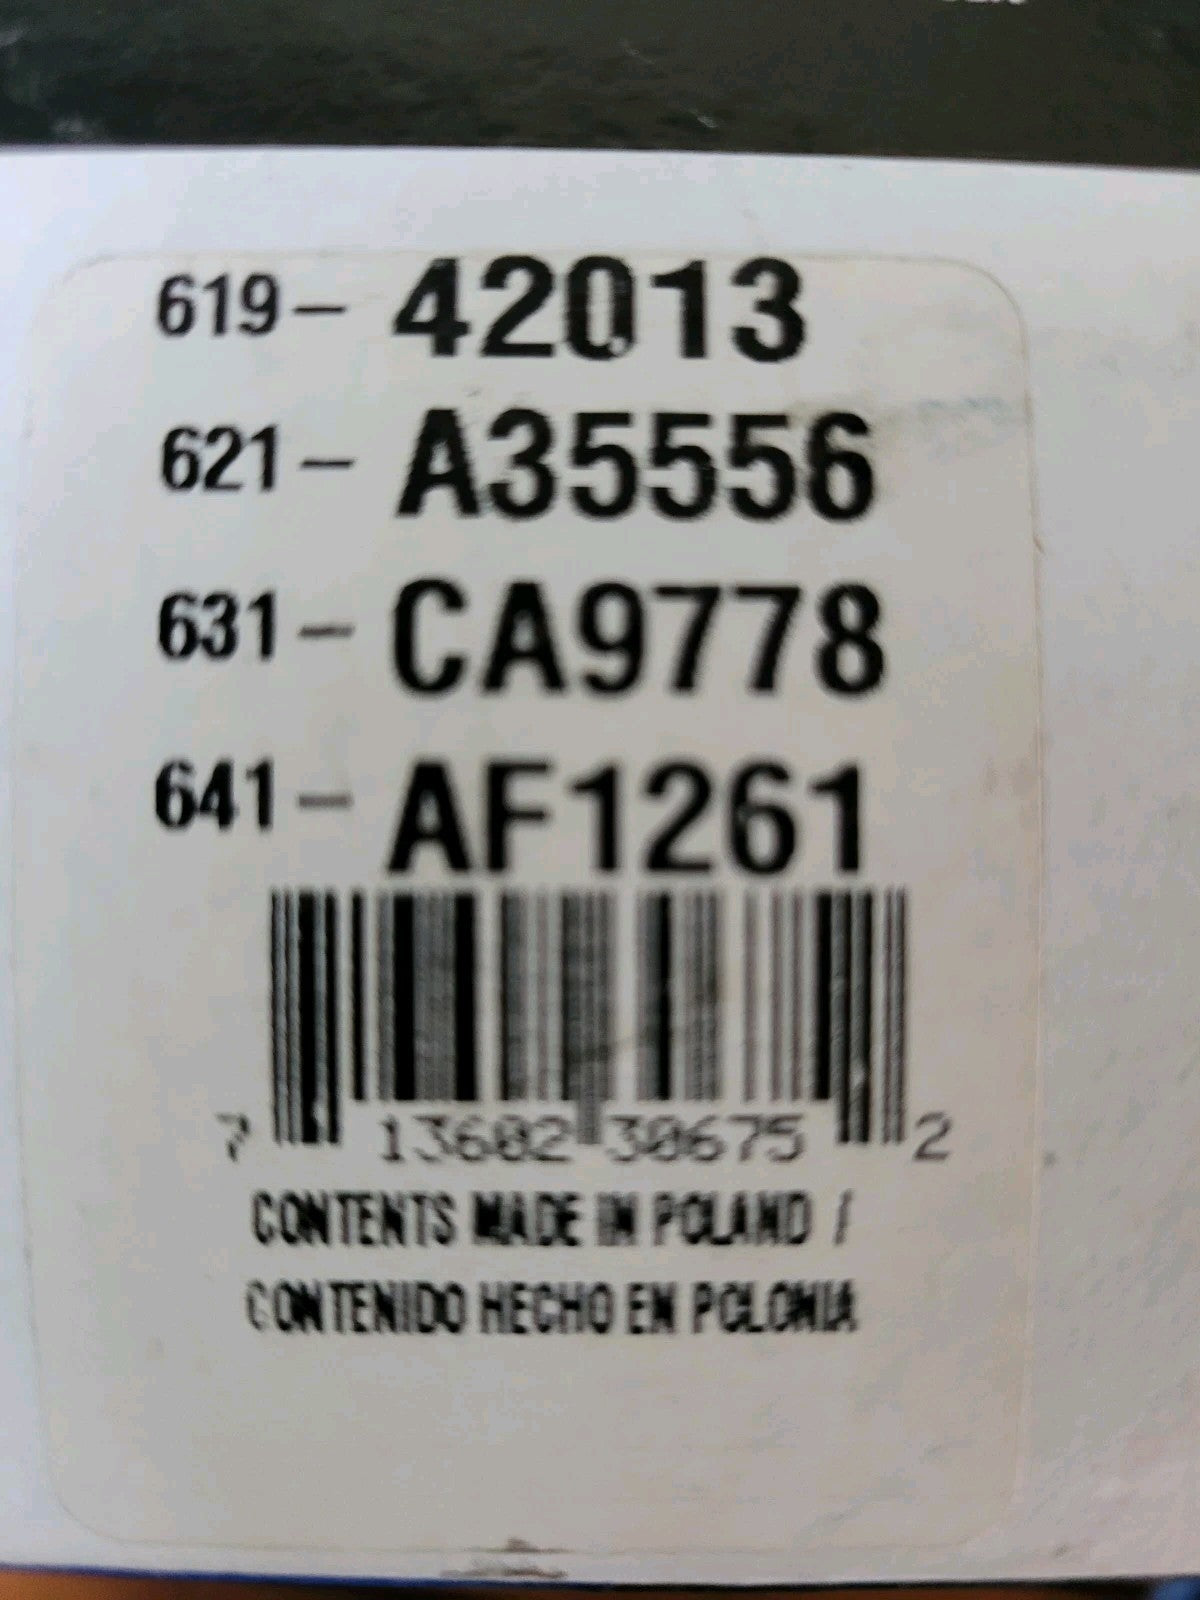 619- 42013
621- A35556
631- CA9778
641- AF1261
7 13602 30675 2
CONTENTS MADE IN POLAND /
CONTENIDO HECHO EN POLONIA